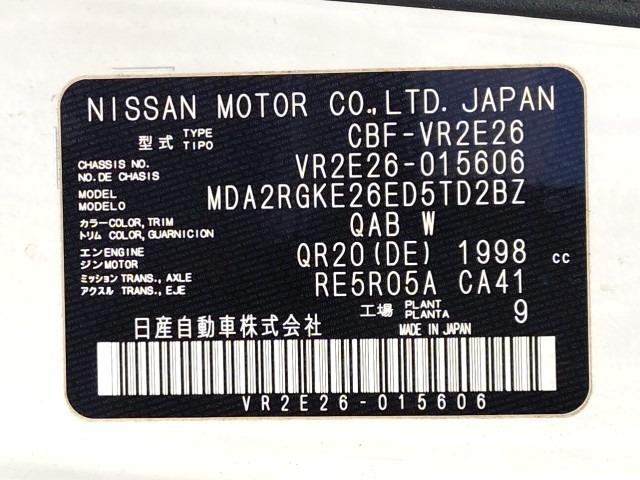 NISSAN MOTOR CO.,LTD. JAPAN
型式 TYPE TIPO CBF-VR2E26
CHASSIS NO. NO. DE CHASIS VR2E26-015606
MODEL MODELO MDA2RGKE26ED5TD2BZ
カラー COLOR, TRIM トリム COLOR, GUARNICION QAB W
エンジン ENGINE MOTOR QR20(DE) 1998 cc
ミッション TRANS., AXLE アクスル TRANS., EJE RE5R05A CA41
工場 PLANT PLANTA 9
日産自動車株式会社 MADE IN JAPAN
VR2E26-015606